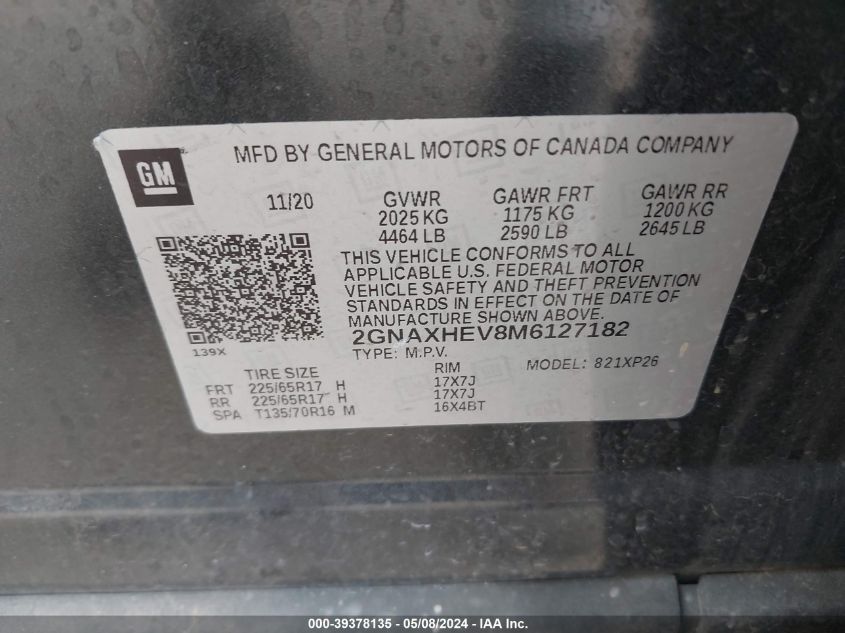 GM
MFD BY GENERAL MOTORS OF CANADA COMPANY
11/20 GVWR GAWR FRT GAWR RR
2025 KG 1175 KG 1200 KG
4464 LB 2590 LB 2645 LB
THIS VEHICLE CONFORMS TO ALL
APPLICABLE U.S. FEDERAL MOTOR
VEHICLE SAFETY AND THEFT PREVENTION
STANDARDS IN EFFECT ON THE DATE OF
MANUFACTURE SHOWN ABOVE.
2GNAXHEV8M6127182
139X
TYPE: M.P.V. MODEL: 821XP26
TIRE SIZE RIM
FRT 225/65R17 H 17X7J
RR 225/65R17 H 17X7J
SPA T135/70R16 M 16X4BT
000-39378135 - 05/08/2024 - IAA Inc.